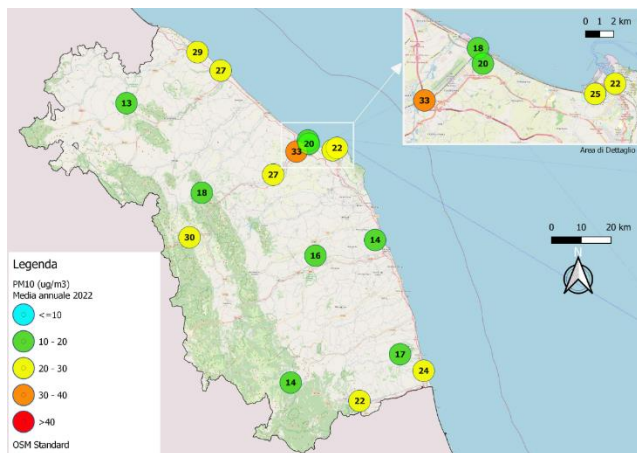 29
27
13
20
33
22
27
18
30
14
16
17
24
14
22
0 1 2 km
18
20
22
25
33
Area di Dettaglio
0 10 20 km
N
Legenda
PM10 (ug/m3)
Media annuale 2022
<=10
10 - 20
20 - 30
30 - 40
>40
OSM Standard